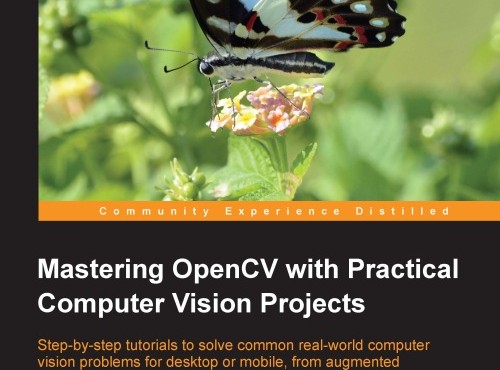 Community Experience Distilled
Mastering OpenCV with Practical
Computer Vision Projects
Step-by-step tutorials to solve common real-world computer
vision problems for desktop or mobile, from augmented